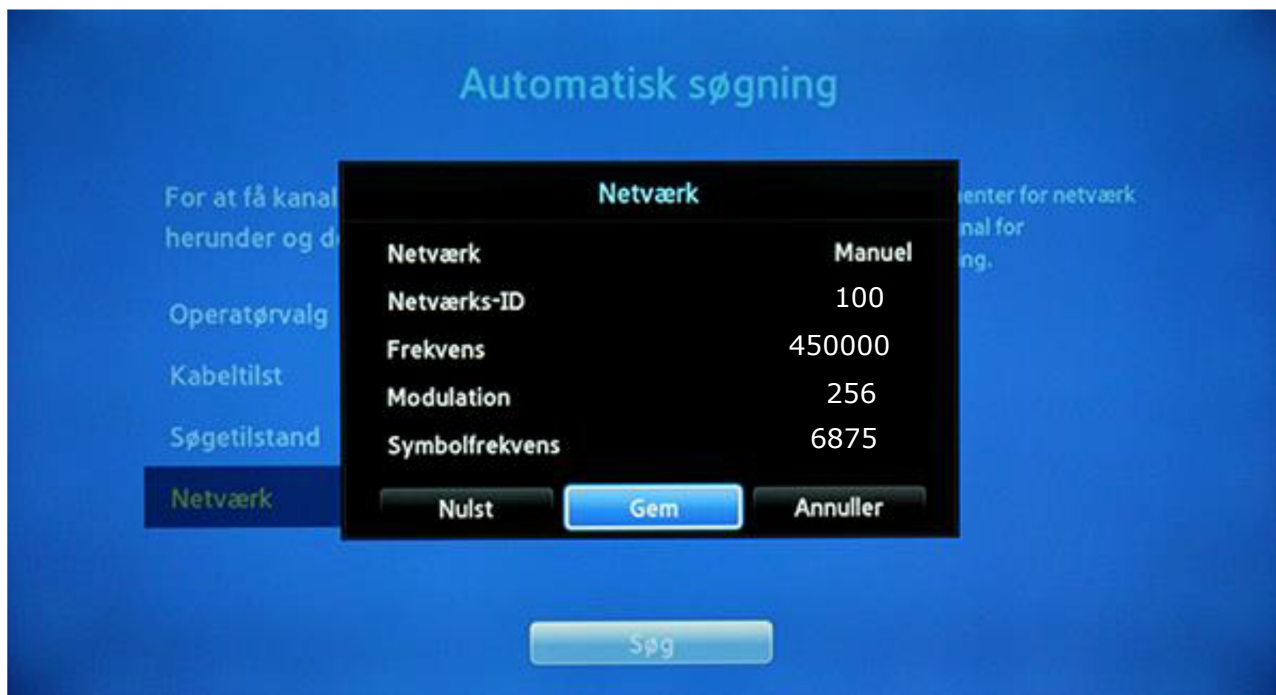 Automatisk søgning
For at få kanal
herunder og d
enter for netværk
nal for
ng.
Operatørvalg
Kabeltilst
Søgetilstand
Netværk
Netværk
Netværk Manuel
Netværks-ID 100
Frekvens 450000
Modulation 256
Symbolfrekvens 6875
Nulst Gem Annuller
Søg